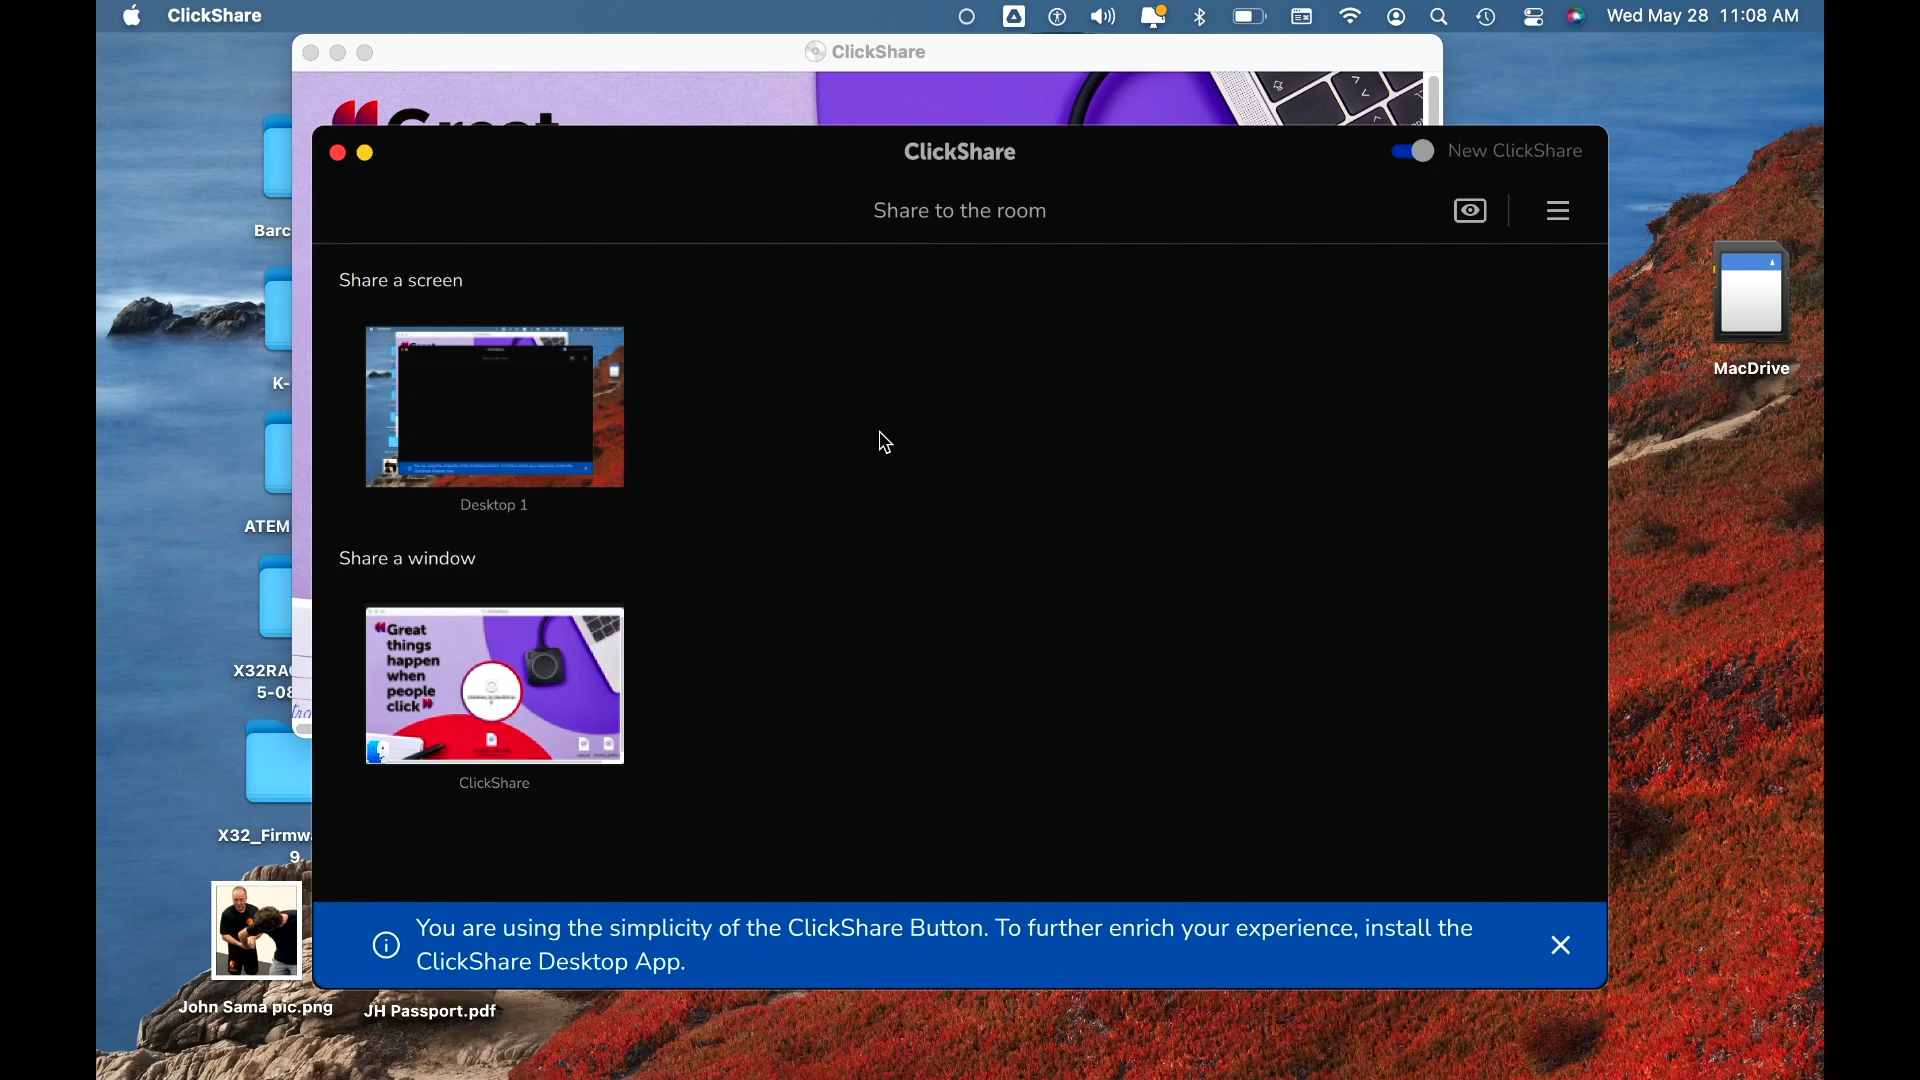 ClickShare
Wed May 28 11:08 AM
ClickShare
Great
ClickShare
New ClickShare
Share to the room
Share a screen
Desktop 1
Share a window
Great
things
happen
when
people
click
ClickShare
You are using the simplicity of the ClickShare Button. To further enrich your experience, install the
ClickShare Desktop App.
Barc
K-
ATEM
X32RA
5-08
X32_Firmw
9
John Sama pic.png
JH Passport.pdf
MacDrive